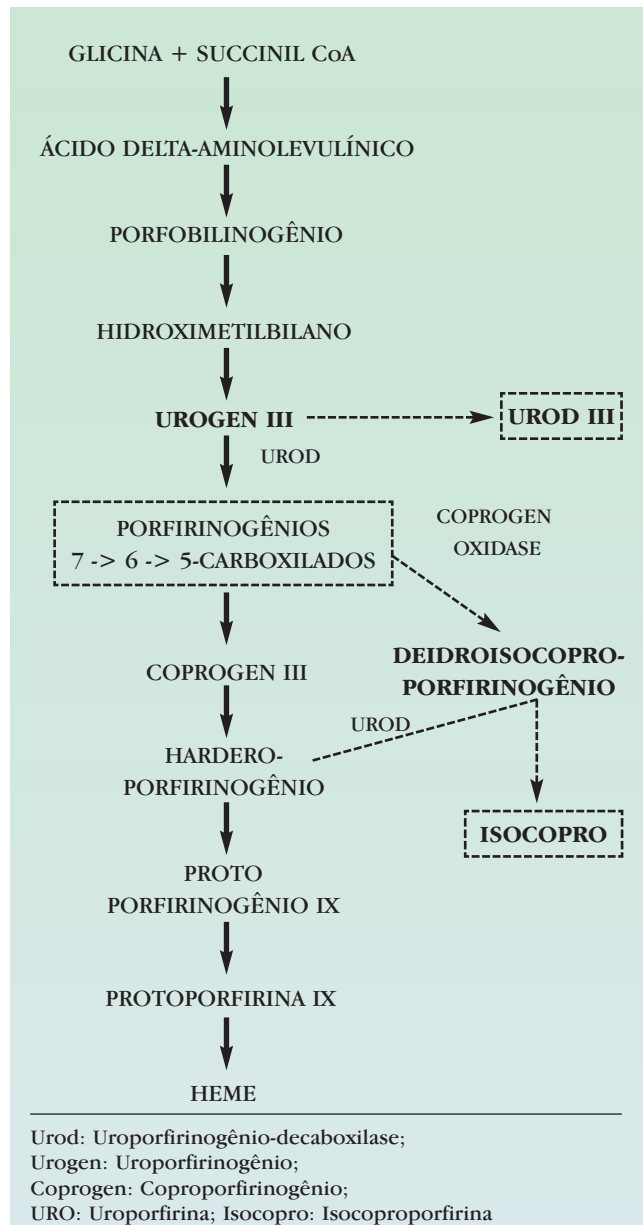 GLICINA + SUCCINIL CoA
ÁCIDO DELTA-AMINOLEVULÍNICO
PORFOBILINOGÊNIO
HIDROXIMETILBILANO
UROGEN III
UROD III
UROD
PORFIRINOGÊNIOS
7 -> 6 -> 5-CARBOXILADOS
COPROGEN
OXIDASE
DEIDROISOCOPRO-
PORFIRINOGÊNIO
COPROGEN III
UROD
HARDERO-
PORFIRINOGÊNIO
ISOCOPRO
PROTO
PORFIRINOGÊNIO IX
PROTOPORFIRINA IX
HEME
Urod: Uroporfirinogênio-decaboxilase;
Urogen: Uroporfirinogênio;
Coprogen: Coproporfirinogênio;
URO: Uroporfirina; Isocopro: Isocoproporfirina